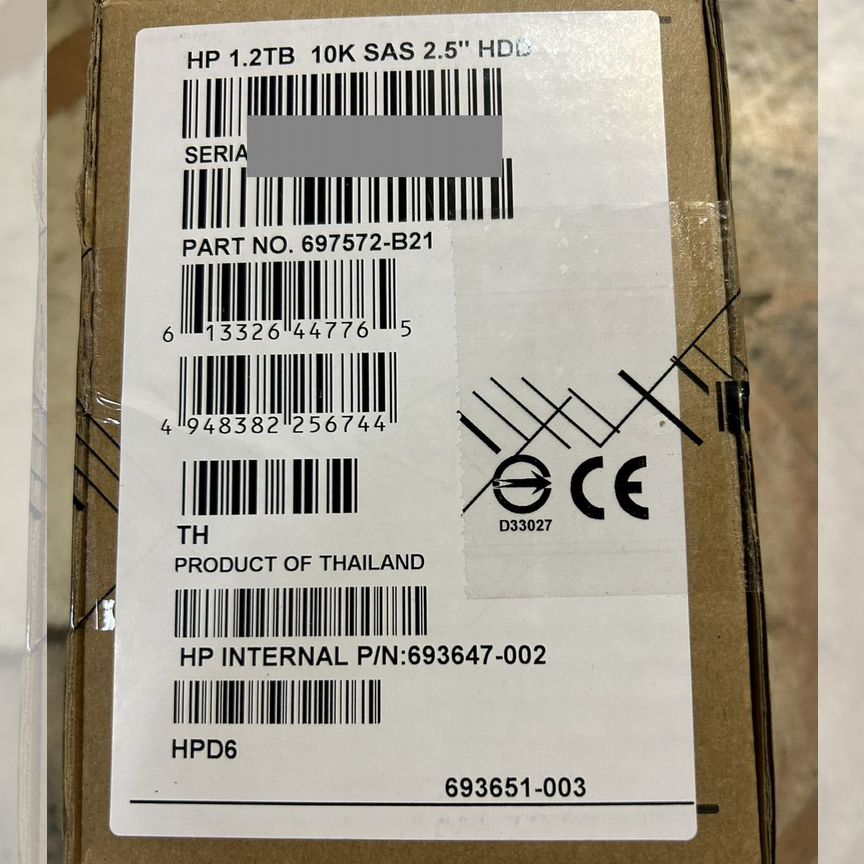 HP 1.2TB 10K SAS 2.5" HDD
SERIA
PART NO. 697572-B21
6 13326 44776 5
4 948382 256744
D33027
CE
TH
PRODUCT OF THAILAND
HP INTERNAL P/N:693647-002
HPD6
693651-003